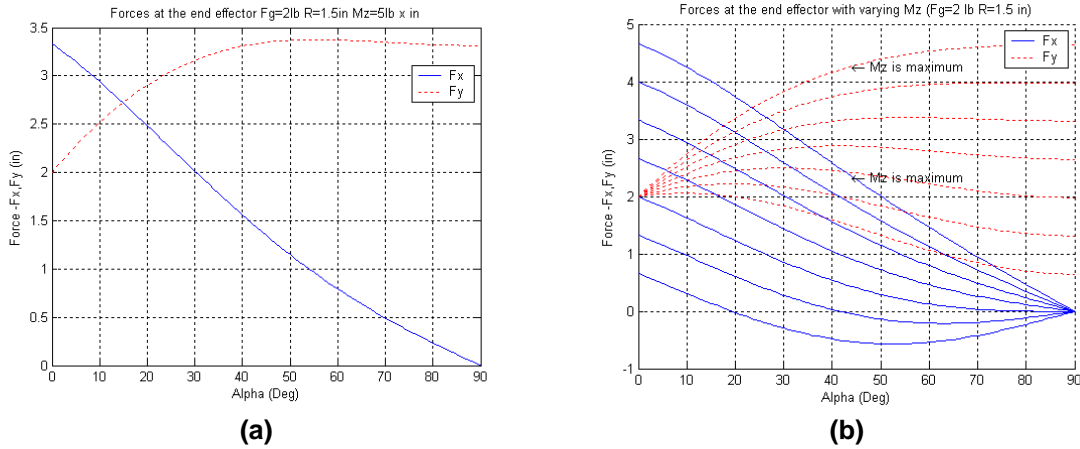 Forces at the end effector Fg=2lb R=1.5in Mz=5lb x in
3.5
3
2.5
2
1.5
1
0.5
0
Force -Fx,Fy (in)
Fx
Fy
0 10 20 30 40 50 60 70 80 90
Alpha (Deg)
(a)
Forces at the end effector with varying Mz (Fg=2 lb R=1.5 in)
5
4
3
2
1
0
-1
Force -Fx,Fy (in)
Fx
Fy
← Mz is maximum
← Mz is maximum
0 10 20 30 40 50 60 70 80 90
Alpha (Deg)
(b)